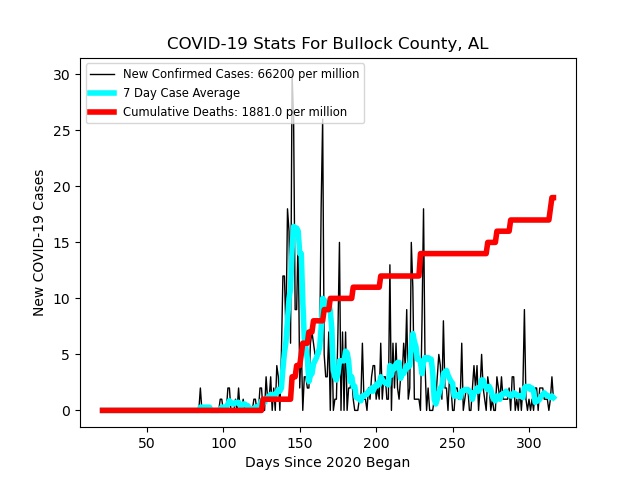 COVID-19 Stats For Bullock County, AL
New Confirmed Cases: 66200 per million
7 Day Case Average
Cumulative Deaths: 1881.0 per million
New COVID-19 Cases
30
25
20
15
10
5
0
50 100 150 200 250 300
Days Since 2020 Began